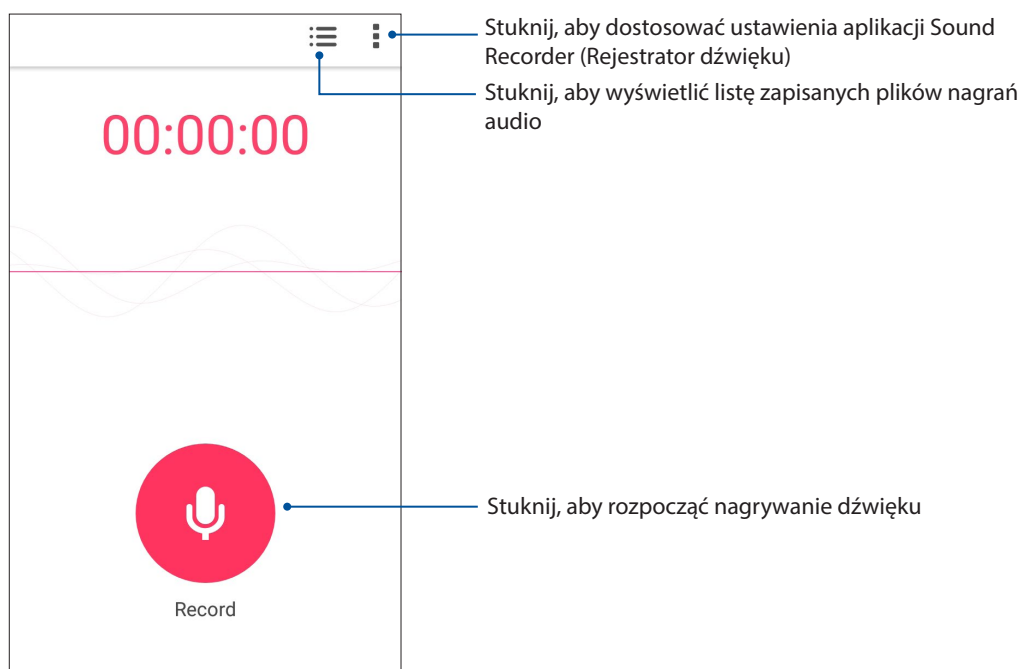 Stuknij, aby dostosować ustawienia aplikacji Sound
Recorder (Rejestrator dźwięku)
Stuknij, aby wyświetlić listę zapisanych plików nagrań
audio
00:00:00
Stuknij, aby rozpocząć nagrywanie dźwięku
Record